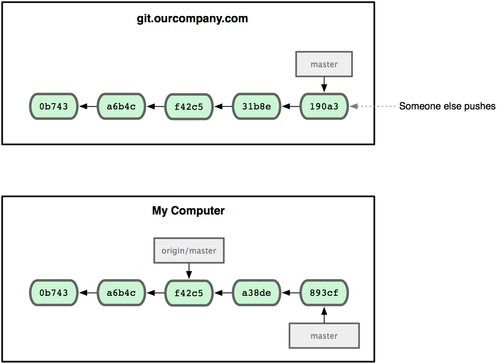 git.ourcompany.com
master
0b743 a6b4c f42c5 31b8e 190a3 Someone else pushes
My Computer
origin/master
0b743 a6b4c f42c5 a38de 893cf
master